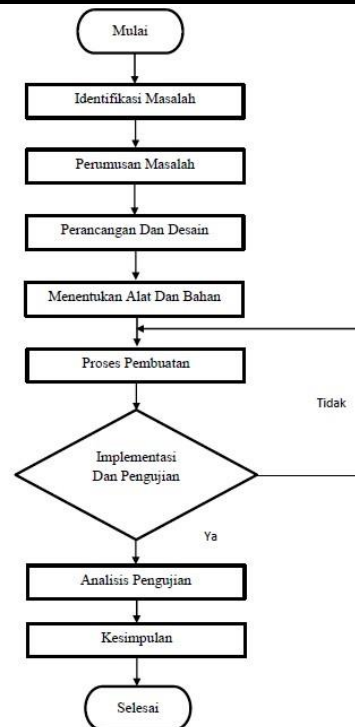 Mulai
Identifikasi Masalah
Perumusan Masalah
Perancangan Dan Desain
Menentukan Alat Dan Bahan
Proses Pembuatan
Tidak
Implementasi
Dan Pengujian
Ya
Analisis Pengujian
Kesimpulan
Selesai